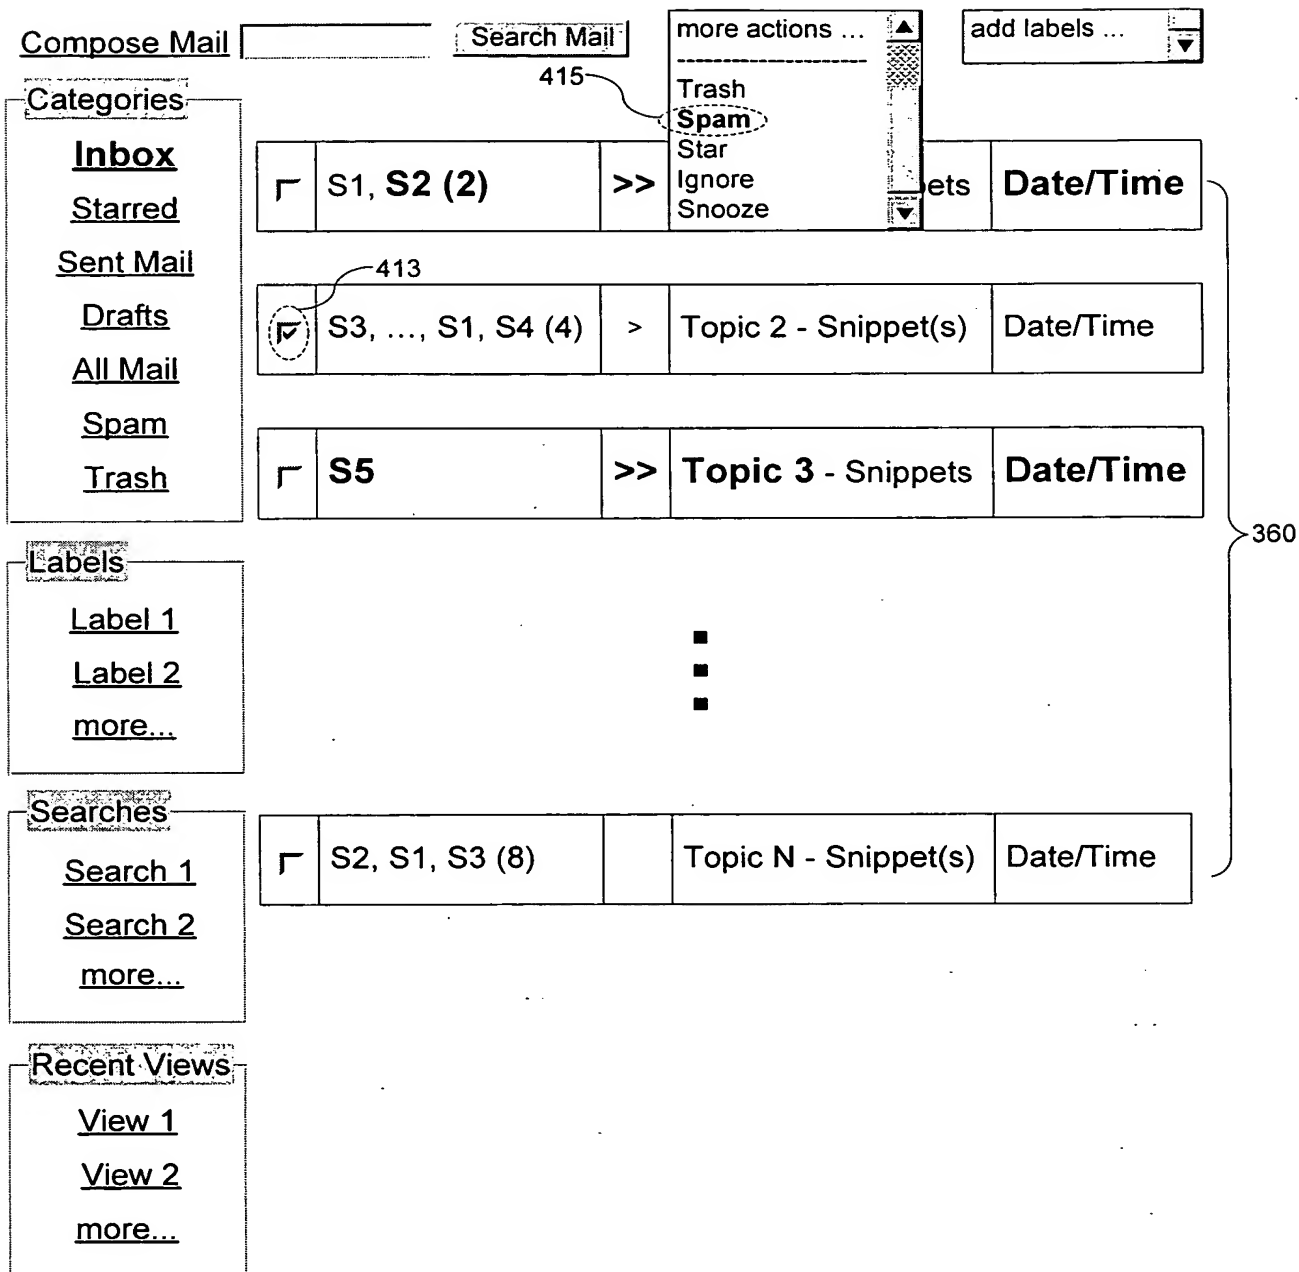 Compose Mail
Search Mail
more actions ...
Trash
Spam
Star
Ignore
Snooze
add labels ...
415
Categories
Inbox
Starred
Sent Mail
Drafts
All Mail
Spam
Trash
S1, S2 (2) >> ets Date/Time
413
S3, ..., S1, S4 (4) > Topic 2 - Snippet(s) Date/Time
S5 >> Topic 3 - Snippets Date/Time
360
Labels
Label 1
Label 2
more...
Searches
Search 1
Search 2
more...
S2, S1, S3 (8) Topic N - Snippet(s) Date/Time
Recent Views
View 1
View 2
more...